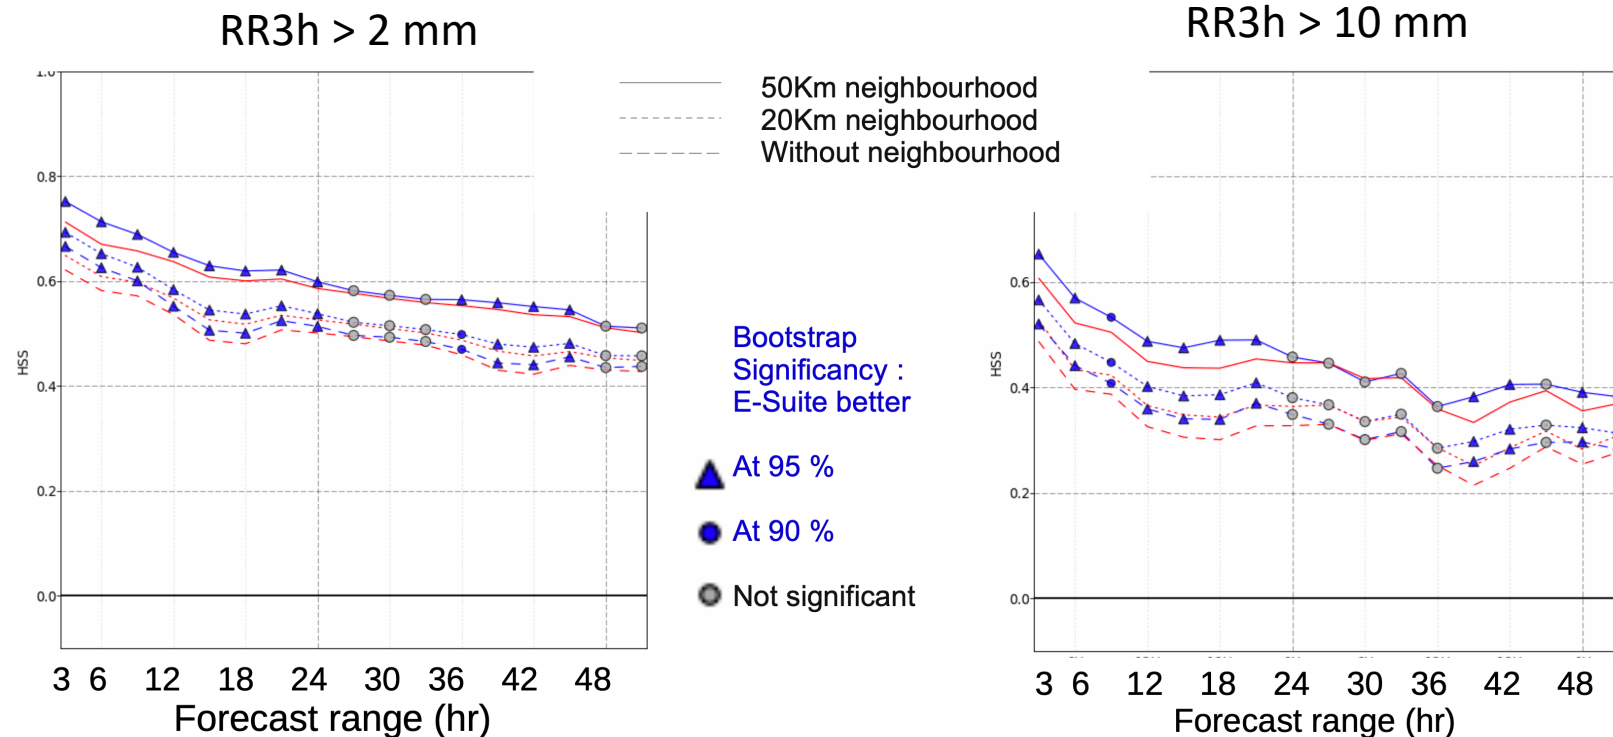 RR3h > 2 mm
RR3h > 10 mm
50Km neighbourhood
20Km neighbourhood
Without neighbourhood
1.0
0.8
0.6
0.4
0.2
0.0
HSS
3 6 12 18 24 30 36 42 48
Forecast range (hr)
Bootstrap
Significancy :
E-Suite better
At 95 %
At 90 %
Not significant
0.6
0.4
0.2
0.0
HSS
3 6 12 18 24 30 36 42 48
Forecast range (hr)